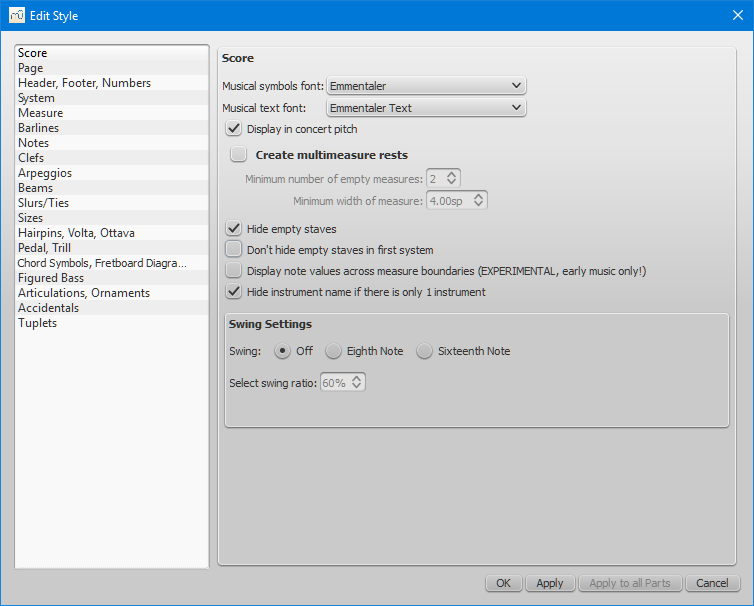 Edit Style
Score
Page
Header, Footer, Numbers
System
Measure
Barlines
Notes
Clefs
Arpeggios
Beams
Slurs/Ties
Sizes
Hairpins, Volta, Ottava
Pedal, Trill
Chord Symbols, Fretboard Diagra...
Figured Bass
Articulations, Ornaments
Accidentals
Tuplets
Score
Musical symbols font: Emmentaler
Musical text font: Emmentaler Text
Display in concert pitch
Create multimeasure rests
Minimum number of empty measures: 2
Minimum width of measure: 4.00sp
Hide empty staves
Don't hide empty staves in first system
Display note values across measure boundaries (EXPERIMENTAL, early music only!)
Hide instrument name if there is only 1 instrument
Swing Settings
Swing: Off Eighth Note Sixteenth Note
Select swing ratio: 60%
OK Apply Apply to all Parts Cancel